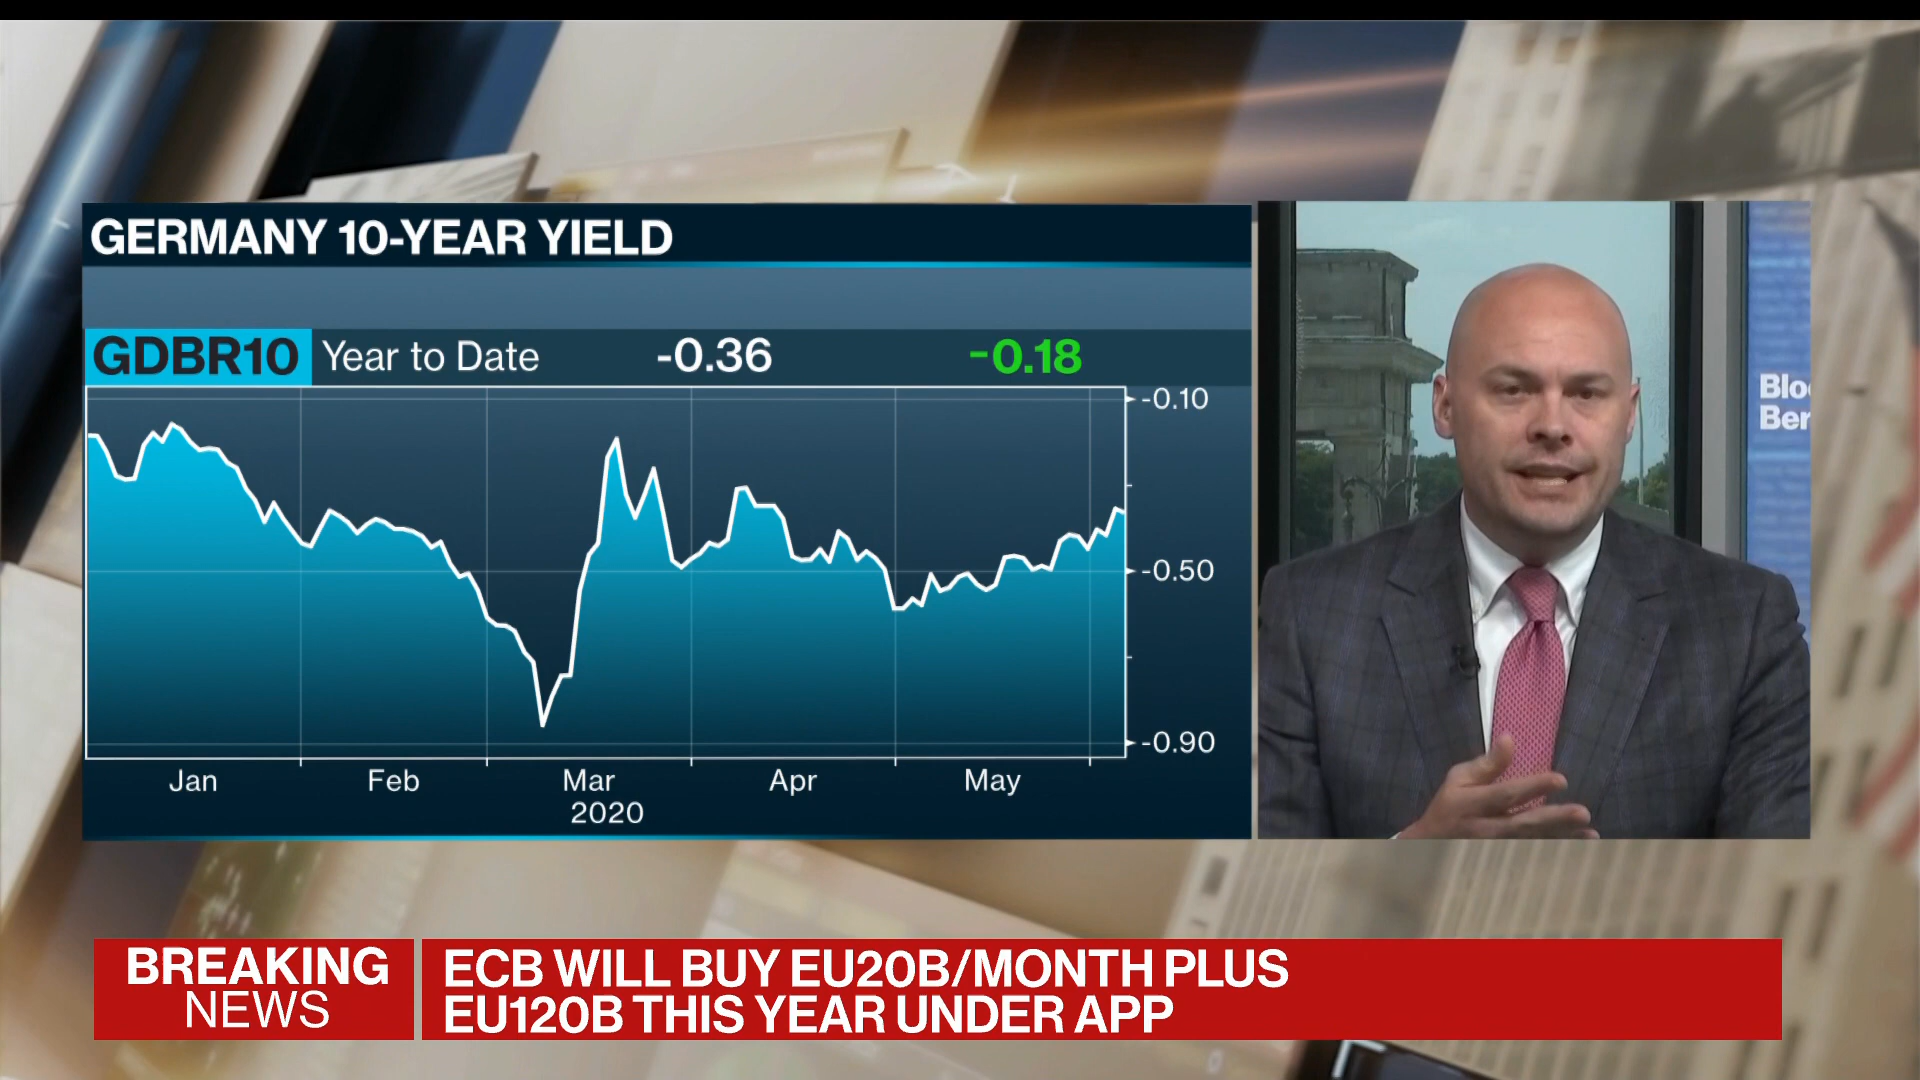 GERMANY 10-YEAR YIELD
GDBR10 Year to Date -0.36 -0.18
-0.10
-0.50
-0.90
Jan Feb Mar Apr May
2020
BREAKING
NEWS
ECB WILL BUY EU20B/MONTH PLUS
EU120B THIS YEAR UNDER APP